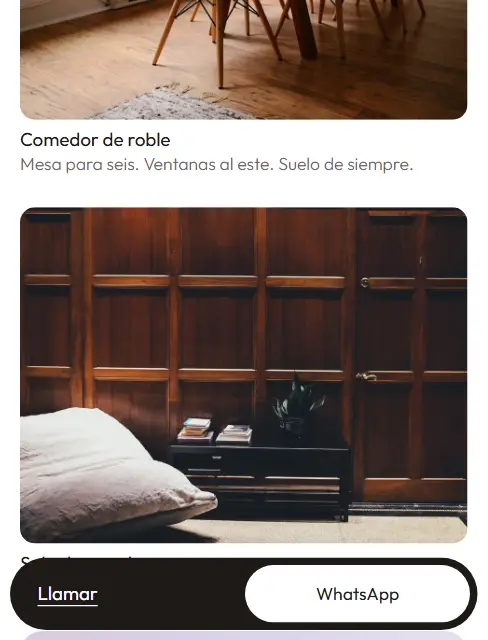 Comedor de roble
Mesa para seis. Ventanas al este. Suelo de siempre.
Llamar
WhatsApp